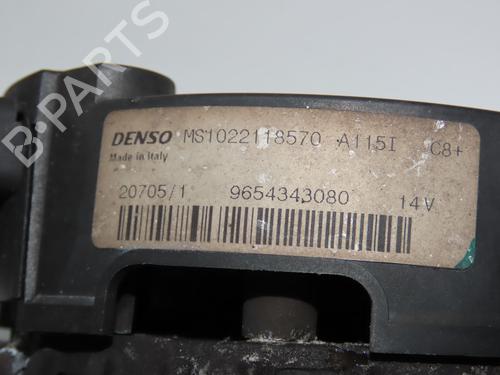 DENSO MS1022118570 A115I C8+
Made in Italy
20705/1 9654343080 14V
B-PARTS